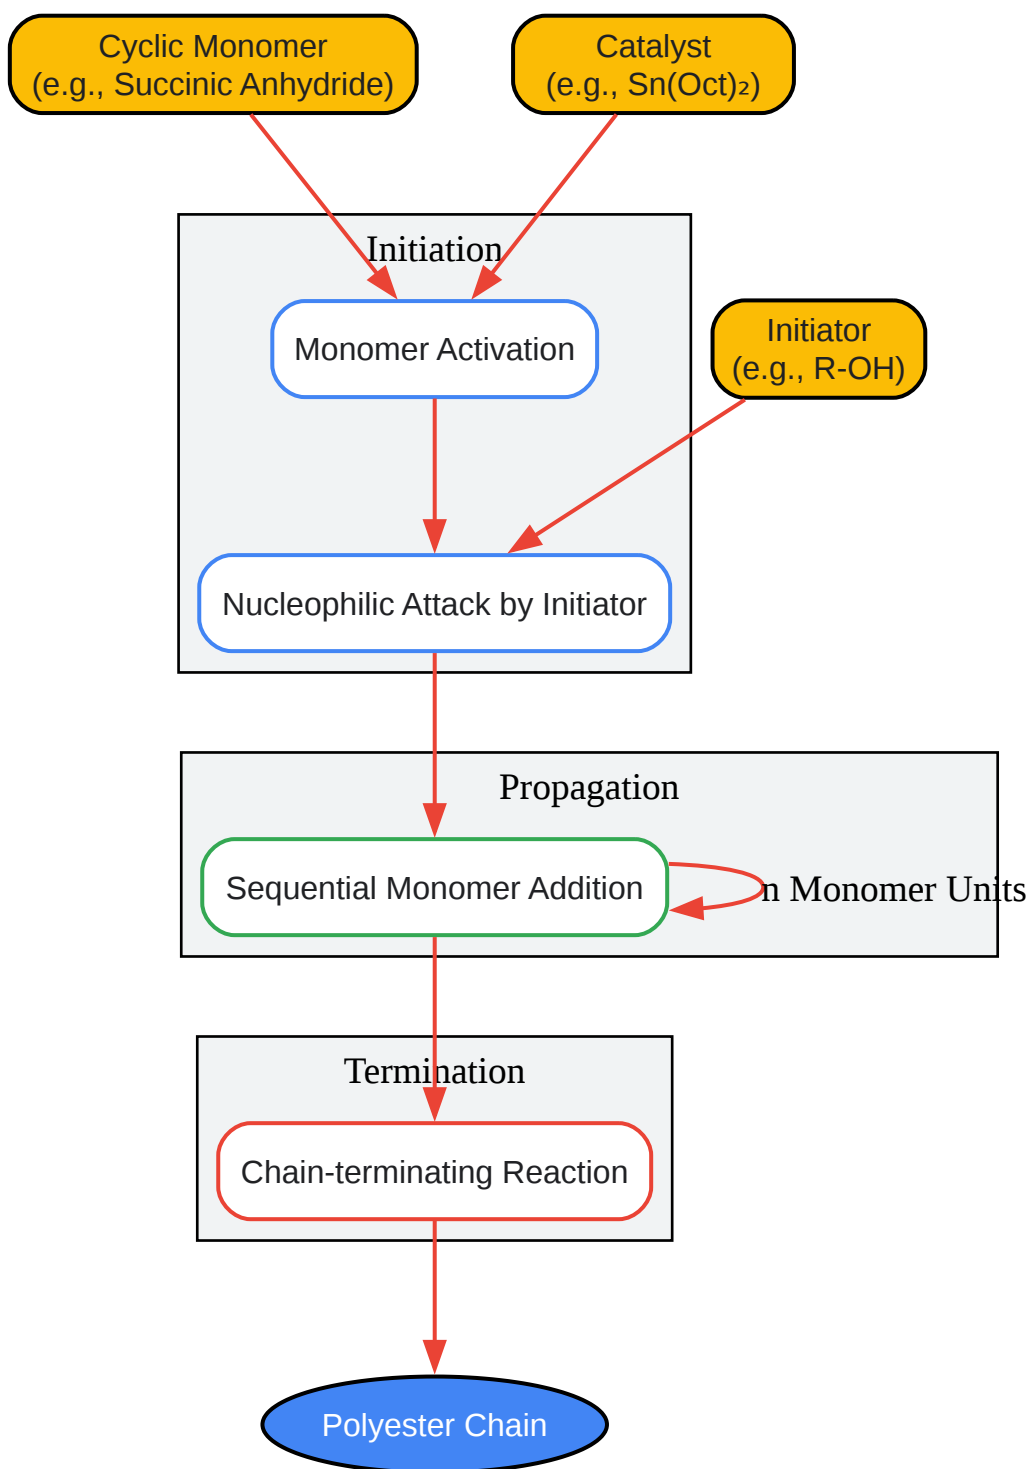 Cyclic Monomer
(e.g., Succinic Anhydride)
Catalyst
(e.g., Sn(Oct)₂)
Initiation
Monomer Activation
Initiator
(e.g., R-OH)
Nucleophilic Attack by Initiator
Propagation
Sequential Monomer Addition
n Monomer Units
Termination
Chain-terminating Reaction
Polyester Chain